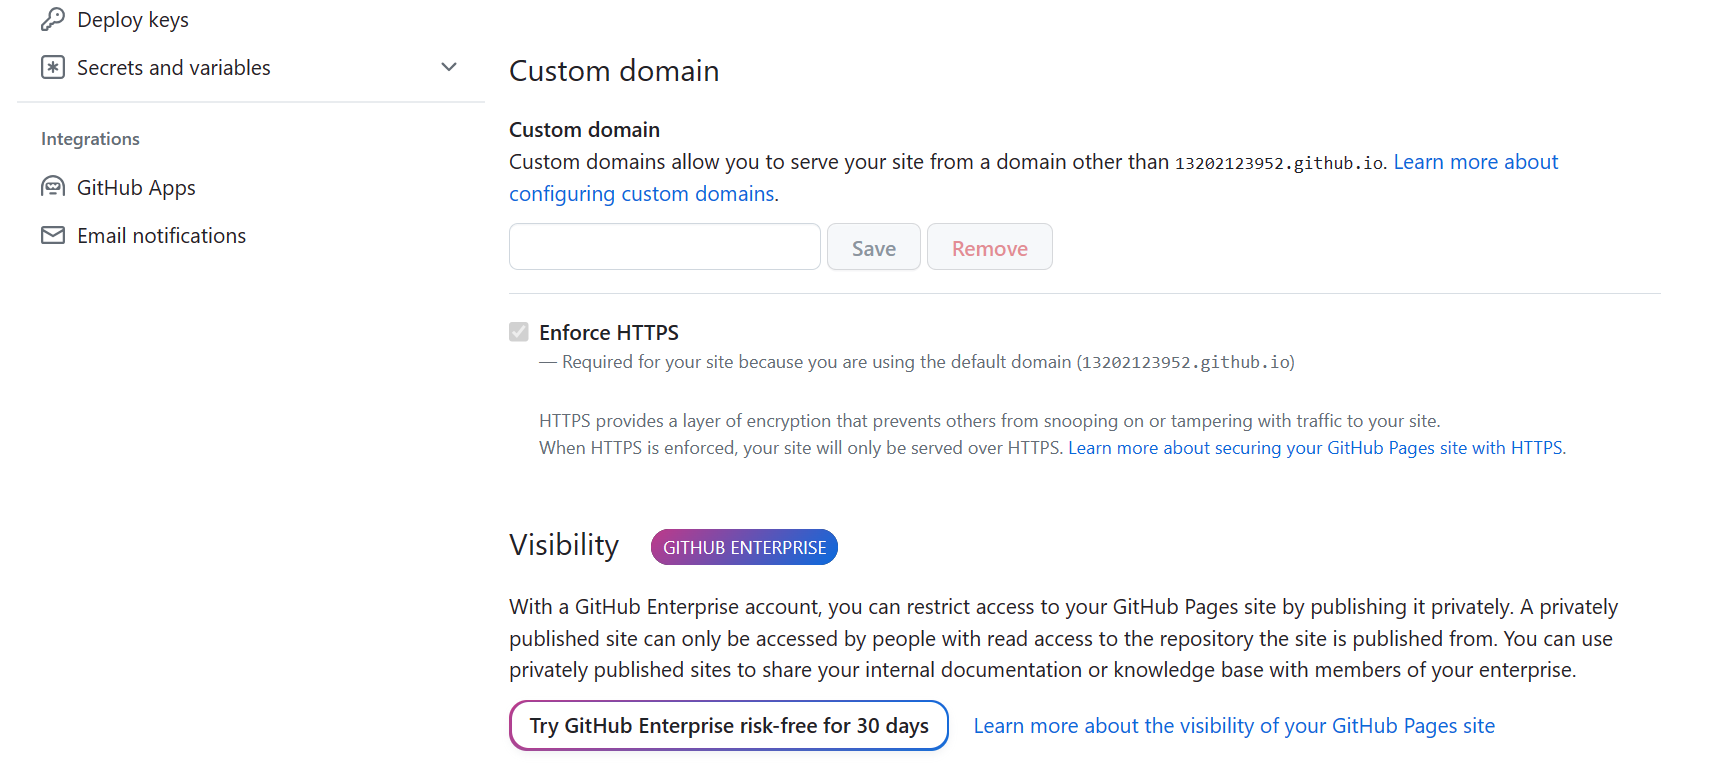 Deploy keys
Secrets and variables
Integrations
GitHub Apps
Email notifications
Custom domain
Custom domain
Custom domains allow you to serve your site from a domain other than 13202123952.github.io. Learn more about
configuring custom domains.
Save Remove
Enforce HTTPS
— Required for your site because you are using the default domain (13202123952.github.io)
HTTPS provides a layer of encryption that prevents others from snooping on or tampering with traffic to your site.
When HTTPS is enforced, your site will only be served over HTTPS. Learn more about securing your GitHub Pages site with HTTPS.
Visibility GITHUB ENTERPRISE
With a GitHub Enterprise account, you can restrict access to your GitHub Pages site by publishing it privately. A privately
published site can only be accessed by people with read access to the repository the site is published from. You can use
privately published sites to share your internal documentation or knowledge base with members of your enterprise.
Try GitHub Enterprise risk-free for 30 days Learn more about the visibility of your GitHub Pages site